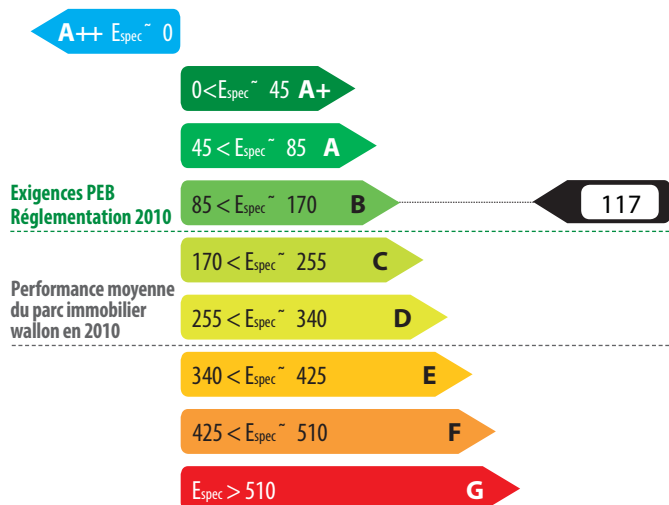 A++ Espec ˜ 0
0<Espec ˜ 45 A+
45 < Espec ˜ 85 A
Exigences PEB
Réglementation 2010
85 < Espec ˜ 170 B
117
170 < Espec ˜ 255 C
Performance moyenne
du parc immobilier
wallon en 2010
255 < Espec ˜ 340 D
340 < Espec ˜ 425 E
425 < Espec ˜ 510 F
Espec > 510 G